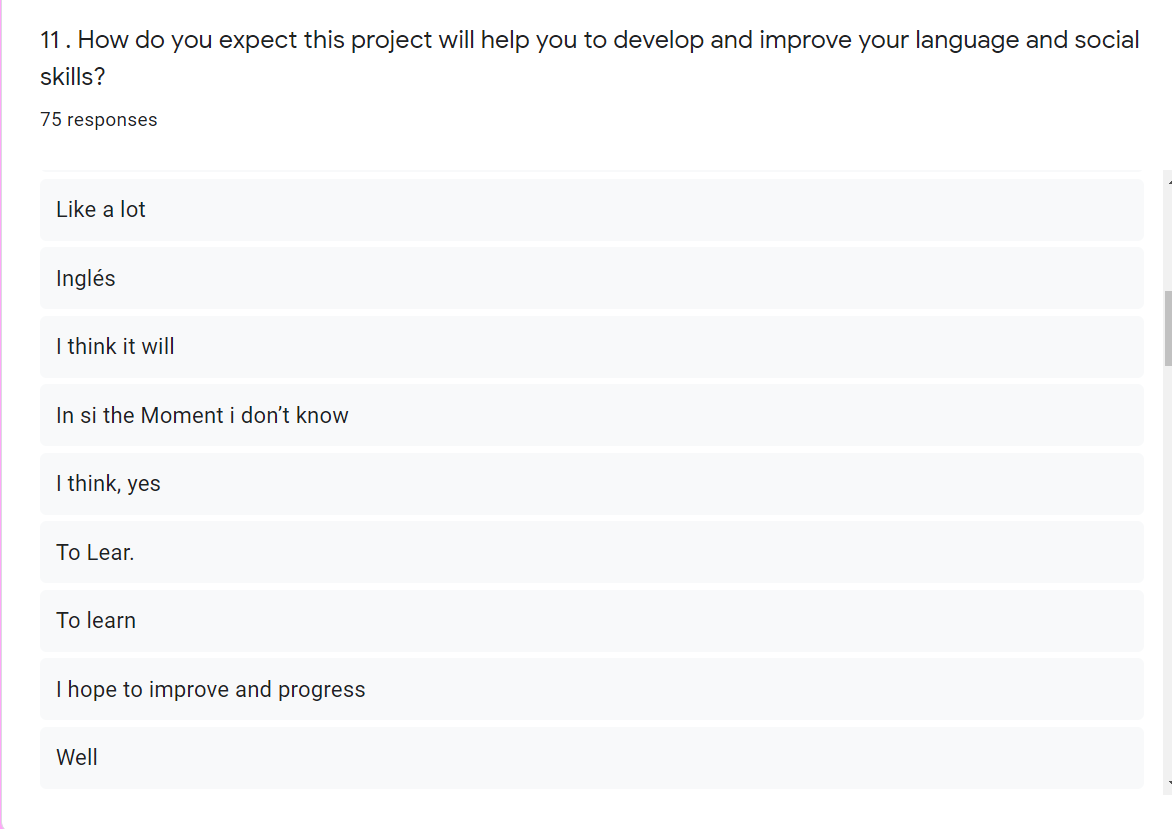 11 . How do you expect this project will help you to develop and improve your language and social
skills?
75 responses
Like a lot
Inglés
I think it will
In si the Moment i don’t know
I think, yes
To Lear.
To learn
I hope to improve and progress
Well